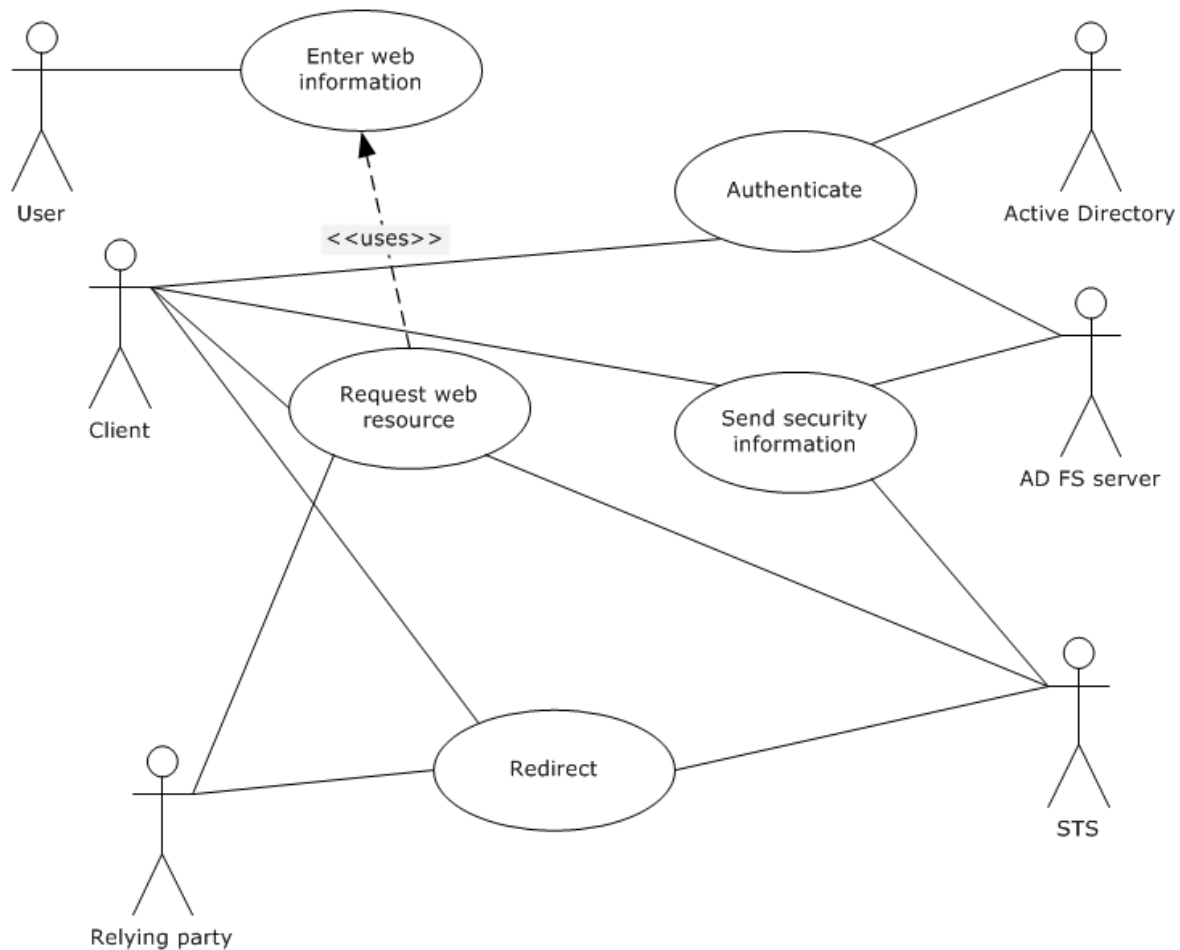 Enter web
information
User
Authenticate
Active Directory
<<uses>>
Client
Request web
resource
Send security
information
AD FS server
Redirect
STS
Relying party